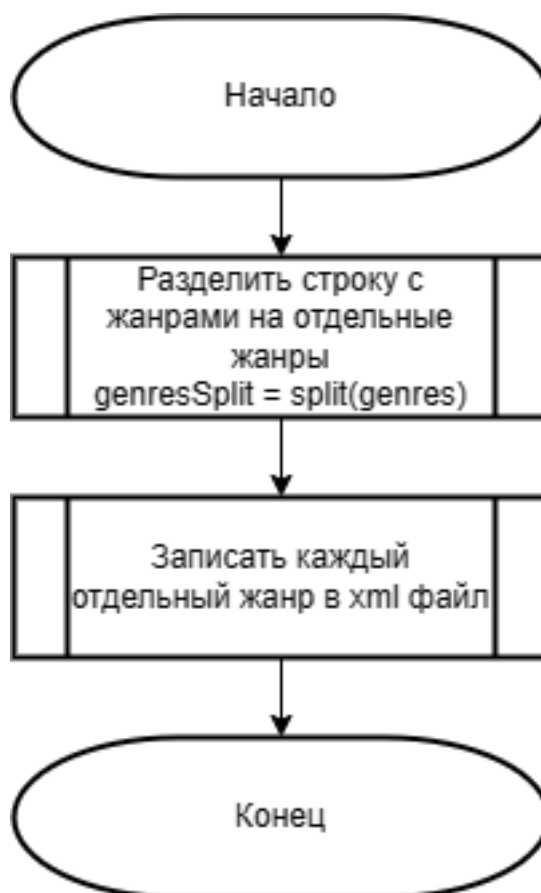 Начало
Разделить строку с
жанрами на отдельные
жанры
genresSplit = split(genres)
Записать каждый
отдельный жанр в xml файл
Конец